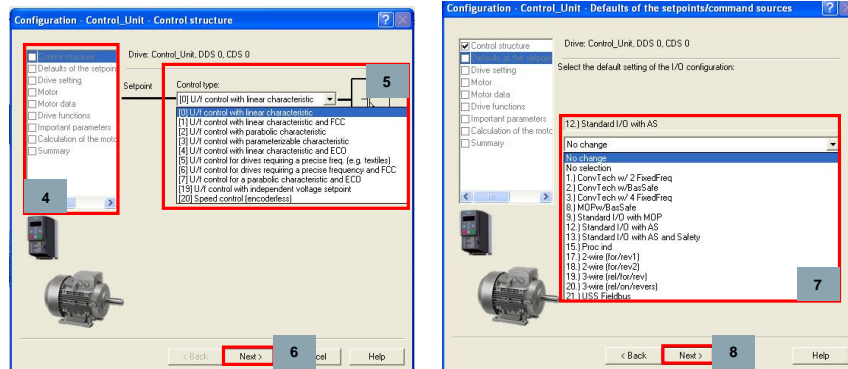 Configuration - Control_Unit - Control structure
Drive: Control_Unit, DDS 0, CDS 0
Control structure
Defaults of the setpoin
Drive setting
Motor
Motor data
Drive functions
Important parameters
Calculation of the moto
Summary
4
Setpoint
Control type:
5
[0] U/f control with linear characteristic
[0] U/f control with linear characteristic
[1] U/f control with linear characteristic and FCC
[2] U/f control with parabolic characteristic
[3] U/f control with parameterizable characteristic
[4] U/f control with linear characteristic and ECO
[5] U/f control for drives requiring a precise freq. (e.g. textiles)
[6] U/f control for drives requiring a precise frequency and FCC
[7] U/f control for a parabolic characteristic and ECO
[19] U/f control with independent voltage setpoint
[20] Speed control (encoderless)
< Back
Next >
6
cel
Help
Configuration - Control_Unit - Defaults of the setpoints/command sources
Drive: Control_Unit, DDS 0, CDS 0
Control structure
Defaults of the setpoin
Drive setting
Motor
Motor data
Drive functions
Important parameters
Calculation of the moto
Summary
Select the default setting of the I/O configuration:
12.) Standard I/O with AS
No change
No change
No selection
1.) ConvTech w/ 2 FixedFreq
2.) ConvTech w/BasSafe
3.) ConvTech w/ 4 FixedFreq
8.) MOPw/BasSafe
9.) Standard I/O with MOP
12.) Standard I/O with AS
13.) Standard I/O with AS and Safety
15.) Proc ind
17.) 2-wire (for/rev1)
18.) 2-wire (for/rev2)
19.) 3-wire (rel/for/rev)
20.) 3-wire (rel/on/revers)
21.) USS Fieldbus
7
< Back
Next >
8
Help